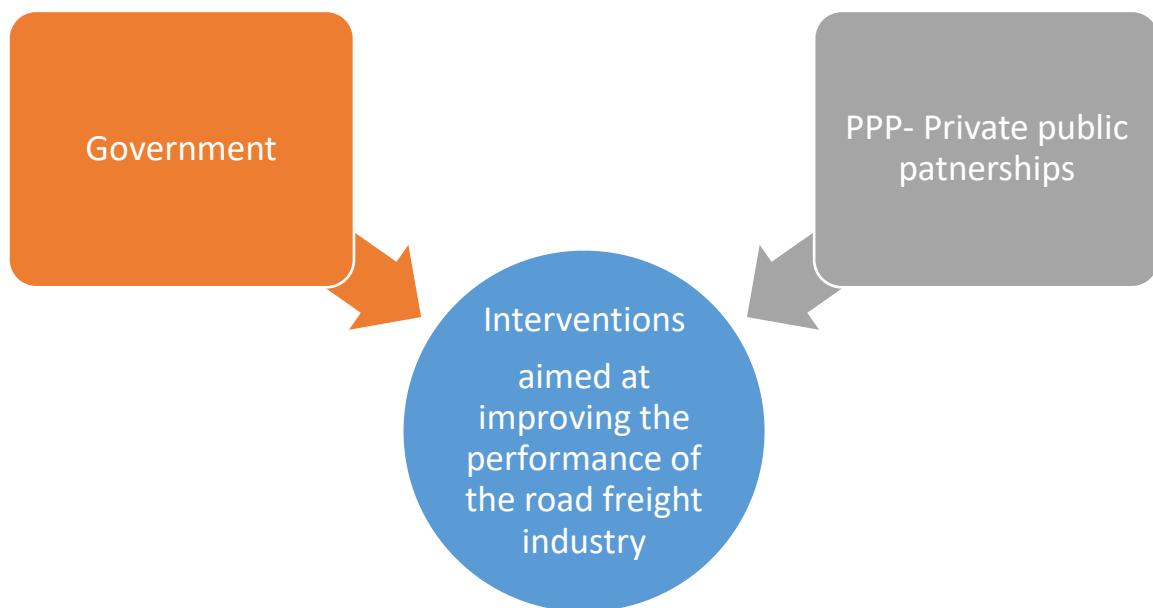 Government
PPP- Private public
patnerships
Interventions
aimed at
improving the
performance of
the road freight
industry